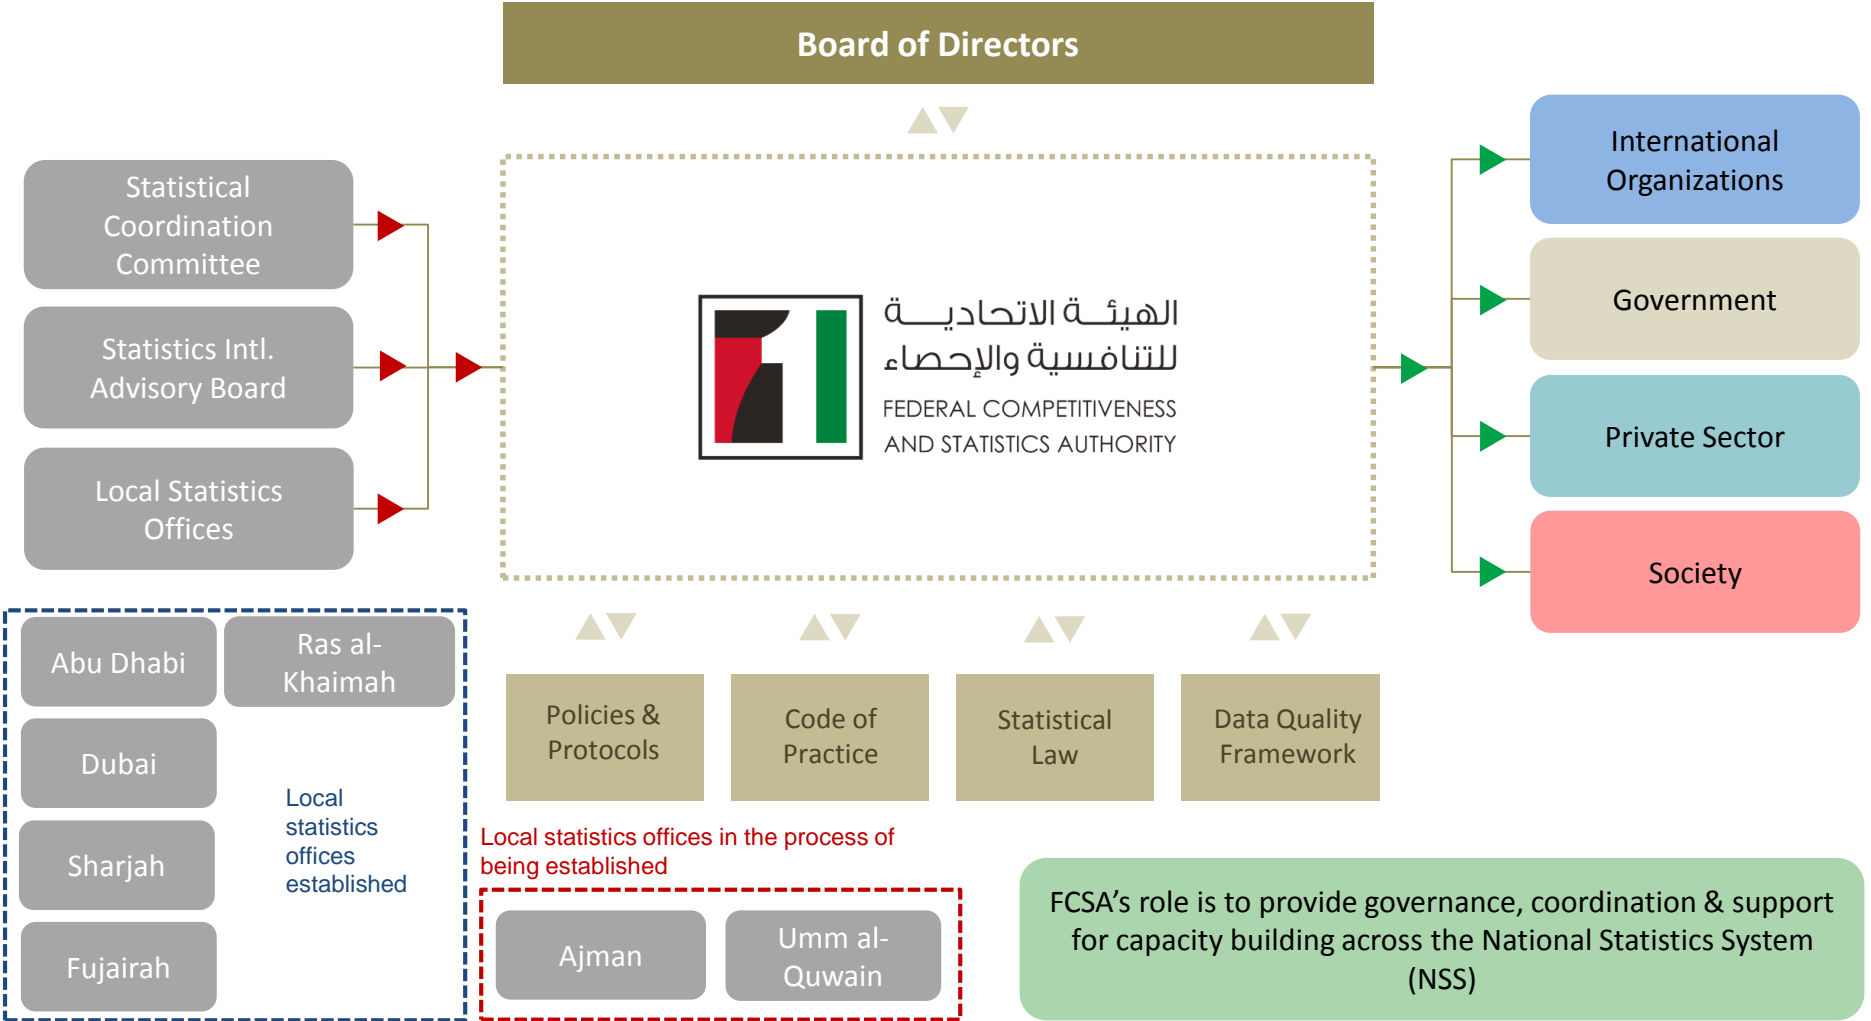 Board of Directors
Statistical
Coordination
Committee
Statistics Intl.
Advisory Board
Local Statistics
Offices
الهيئة الاتحادية
للتنافسية والإحصاء
FEDERAL COMPETITIVENESS
AND STATISTICS AUTHORITY
International
Organizations
Government
Private Sector
Society
Abu Dhabi
Ras al-
Khaimah
Dubai
Sharjah
Fujairah
Local
statistics
offices
established
Policies &
Protocols
Code of
Practice
Statistical
Law
Data Quality
Framework
Local statistics offices in the process of
being established
Ajman
Umm al-
Quwain
FCSA’s role is to provide governance, coordination & support
for capacity building across the National Statistics System
(NSS)